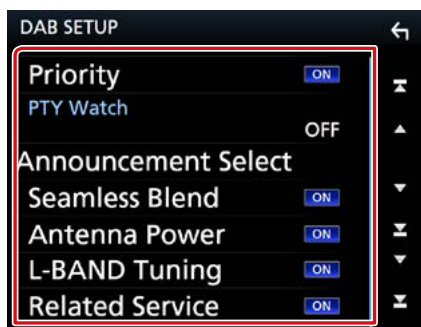 DAB SETUP
Priority ON
PTY Watch
OFF
Announcement Select
Seamless Blend ON
Antenna Power ON
L-BAND Tuning ON
Related Service ON